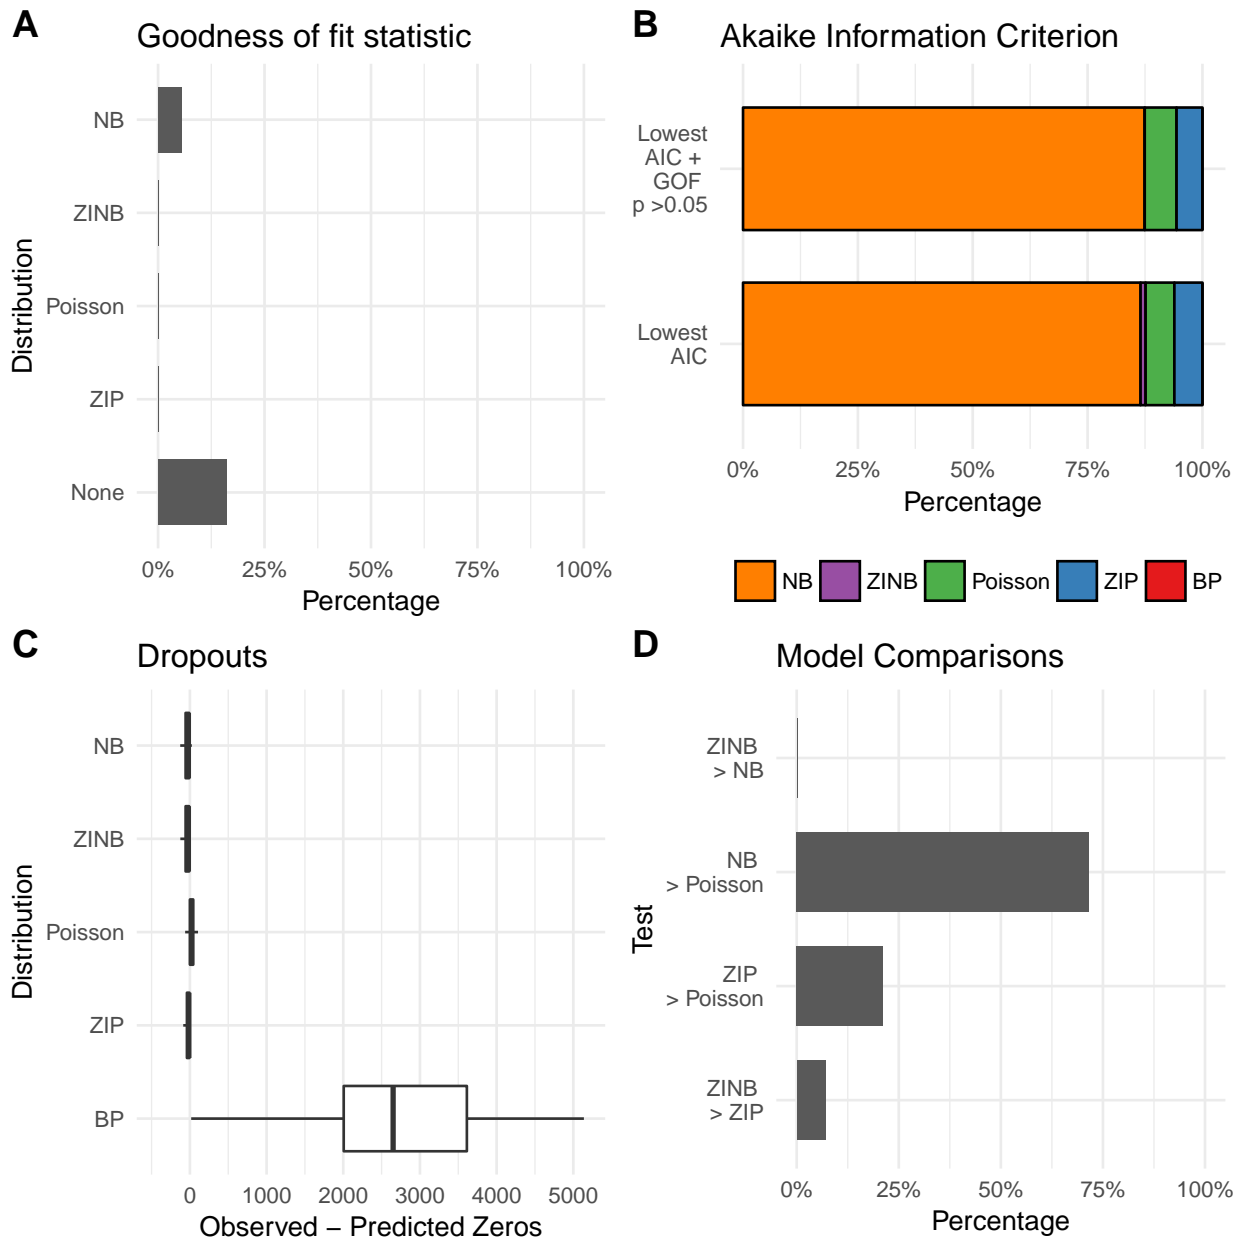 A
Goodness of fit statistic
Distribution
NB
ZINB
Poisson
ZIP
None
0% 25% 50% 75% 100%
Percentage
B
Akaike Information Criterion
Lowest
AIC +
GOF
p >0.05
Lowest
AIC
0% 25% 50% 75% 100%
Percentage
NB ZINB Poisson ZIP BP
C
Dropouts
Distribution
NB
ZINB
Poisson
ZIP
BP
0 1000 2000 3000 4000 5000
Observed − Predicted Zeros
D
Model Comparisons
Test
ZINB
> NB
NB
> Poisson
ZIP
> Poisson
ZINB
> ZIP
0% 25% 50% 75% 100%
Percentage